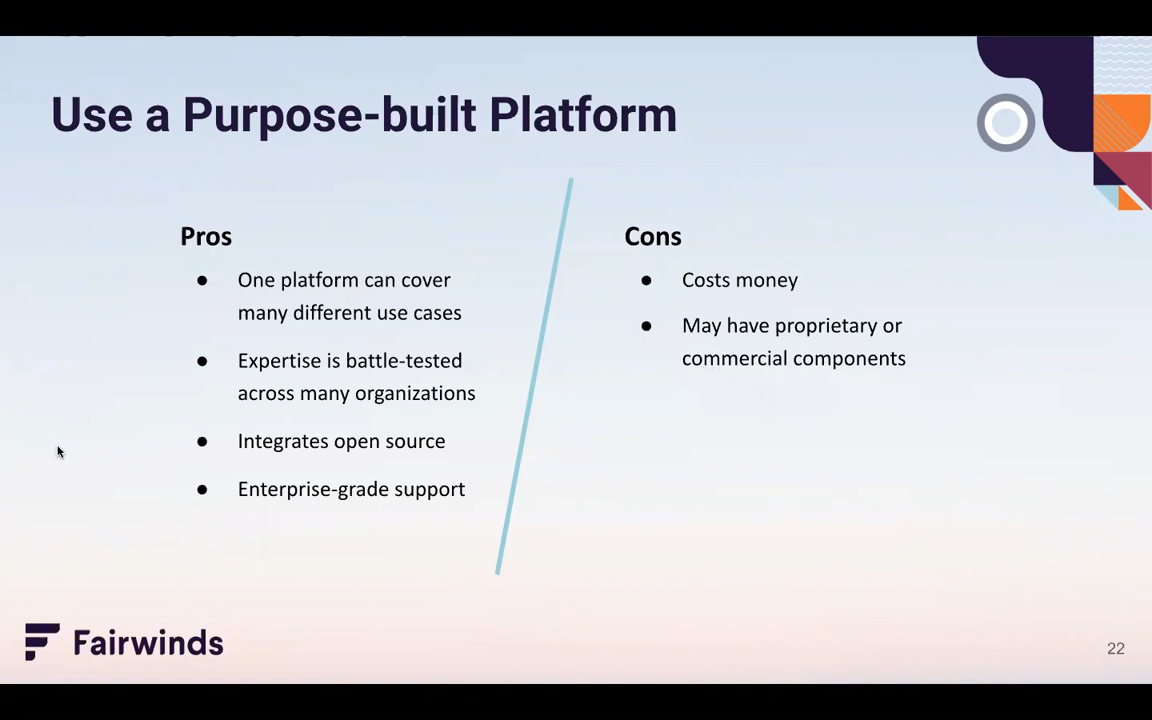 Use a Purpose-built Platform
Pros
● One platform can cover
many different use cases
● Expertise is battle-tested
across many organizations
● Integrates open source
● Enterprise-grade support
Cons
● Costs money
● May have proprietary or
commercial components
Fairwinds
22